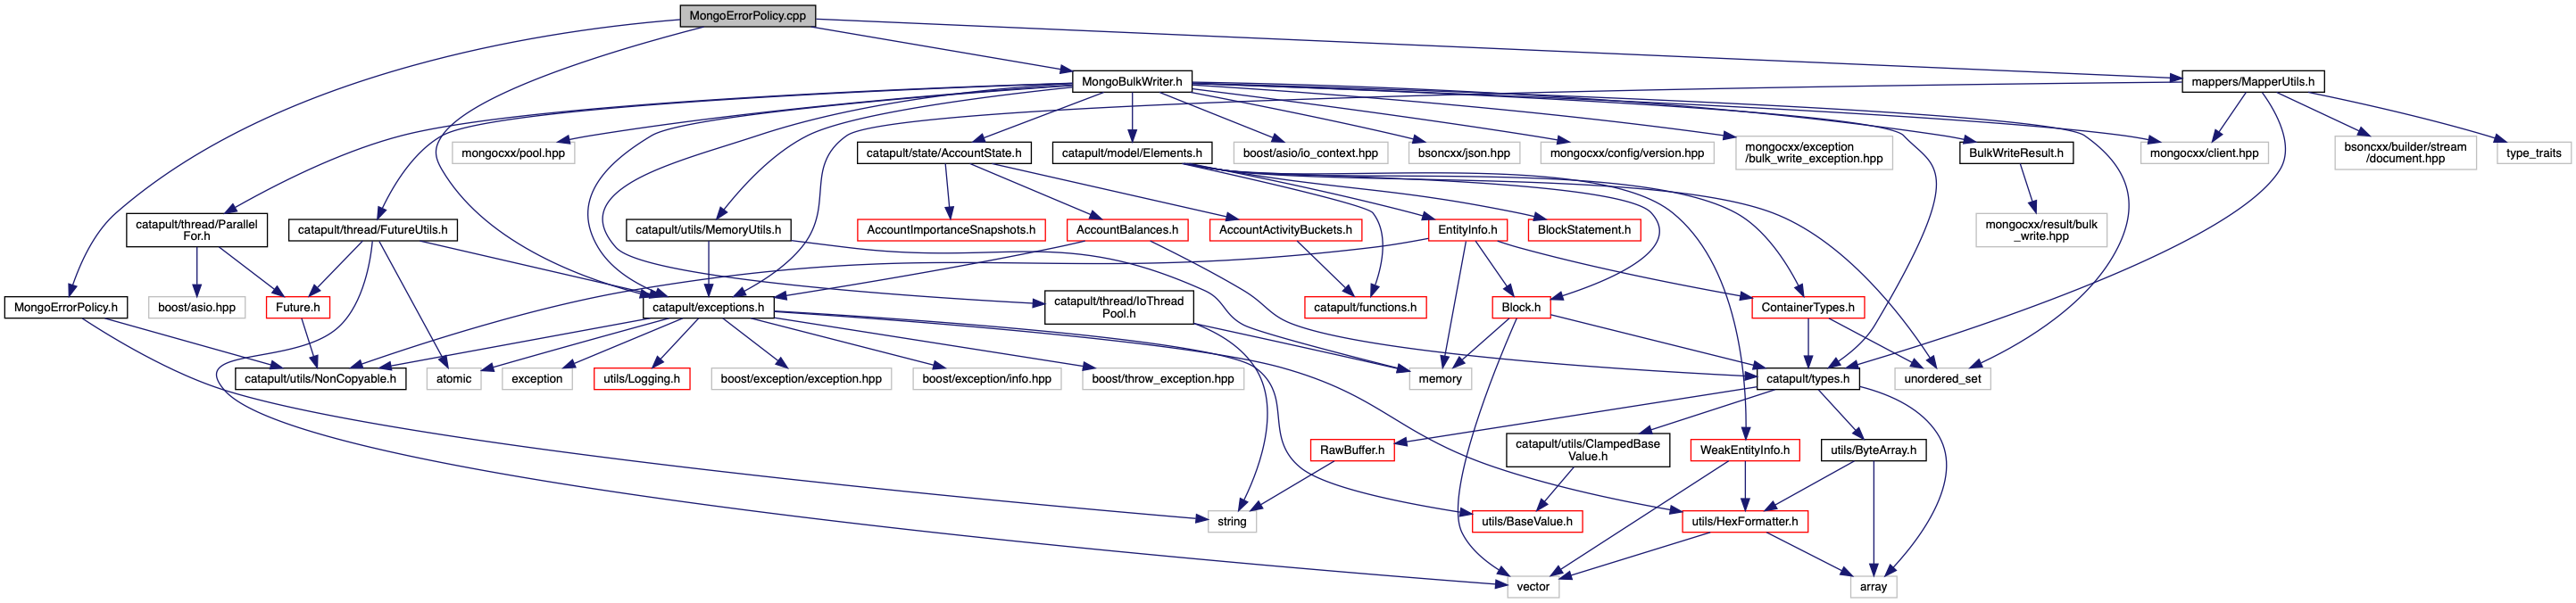 MongoErrorPolicy.cpp
MongoBulkWriter.h
mappers/MapperUtils.h
mongocxx/pool.hpp
catapult/state/AccountState.h
catapult/model/Elements.h
boost/asio/io_context.hpp
bsoncxx/json.hpp
mongocxx/config/version.hpp
mongocxx/exception
/bulk_write_exception.hpp
BulkWriteResult.h
mongocxx/client.hpp
bsoncxx/builder/stream
/document.hpp
type_traits
catapult/thread/Parallel
For.h
catapult/thread/FutureUtils.h
catapult/utils/MemoryUtils.h
AccountImportanceSnapshots.h
AccountBalances.h
AccountActivityBuckets.h
EntityInfo.h
BlockStatement.h
mongocxx/result/bulk
_write.hpp
MongoErrorPolicy.h
boost/asio.hpp
Future.h
catapult/exceptions.h
catapult/thread/IoThread
Pool.h
catapult/functions.h
Block.h
ContainerTypes.h
catapult/utils/NonCopyable.h
atomic
exception
utils/Logging.h
boost/exception/exception.hpp
boost/exception/info.hpp
boost/throw_exception.hpp
memory
catapult/types.h
unordered_set
RawBuffer.h
catapult/utils/ClampedBase
Value.h
WeakEntityInfo.h
utils/ByteArray.h
string
utils/BaseValue.h
utils/HexFormatter.h
vector
array